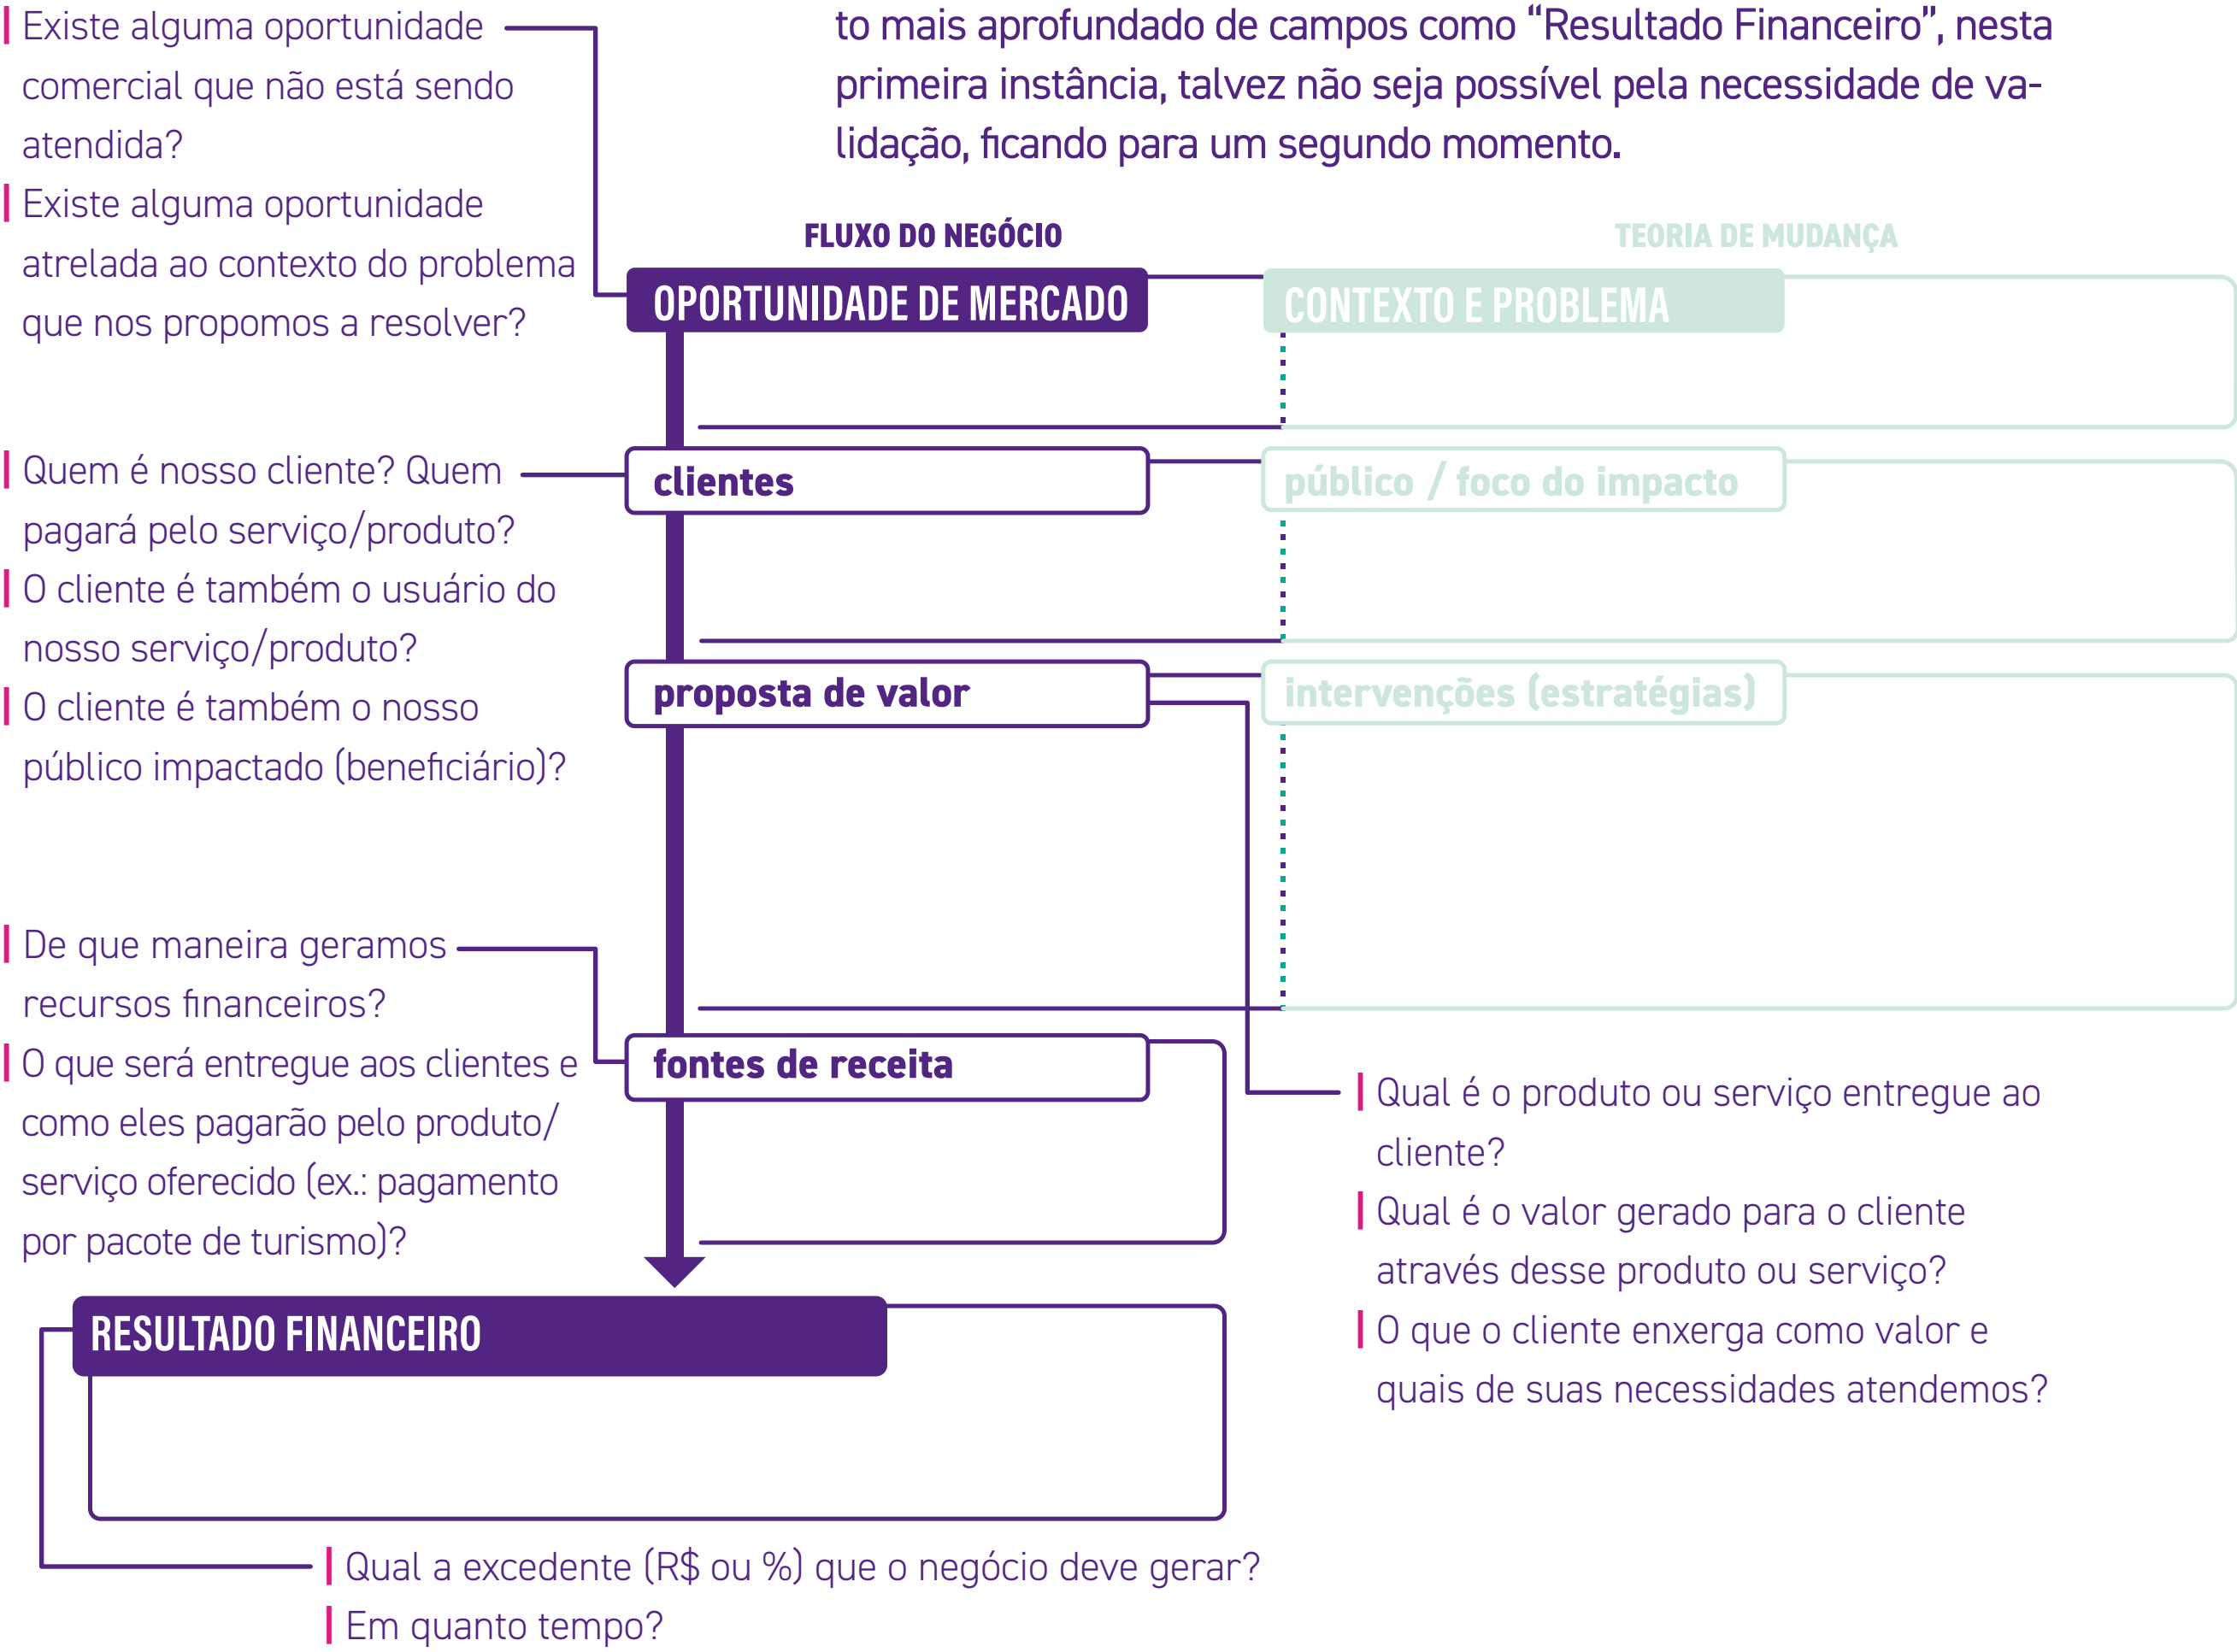 to mais aprofundado de campos como “Resultado Financeiro”, nesta
primeira instância, talvez não seja possível pela necessidade de va-
lidação, ficando para um segundo momento.
Existe alguma oportunidade
comercial que não está sendo
atendida?
Existe alguma oportunidade
atrelada ao contexto do problema
que nos propomos a resolver?
FLUXO DO NEGÓCIO
TEORIA DE MUDANÇA
OPORTUNIDADE DE MERCADO
CONTEXTO E PROBLEMA
Quem é nosso cliente? Quem
pagará pelo serviço/produto?
O cliente é também o usuário do
nosso serviço/produto?
O cliente é também o nosso
público impactado (beneficiário)?
clientes
público / foco do impacto
proposta de valor
intervenções (estratégias)
De que maneira geramos
recursos financeiros?
O que será entregue aos clientes e
como eles pagarão pelo produto/
serviço oferecido (ex.: pagamento
por pacote de turismo)?
fontes de receita
Qual é o produto ou serviço entregue ao
cliente?
Qual é o valor gerado para o cliente
através desse produto ou serviço?
O que o cliente enxerga como valor e
quais de suas necessidades atendemos?
RESULTADO FINANCEIRO
Qual a excedente (R$ ou %) que o negócio deve gerar?
Em quanto tempo?